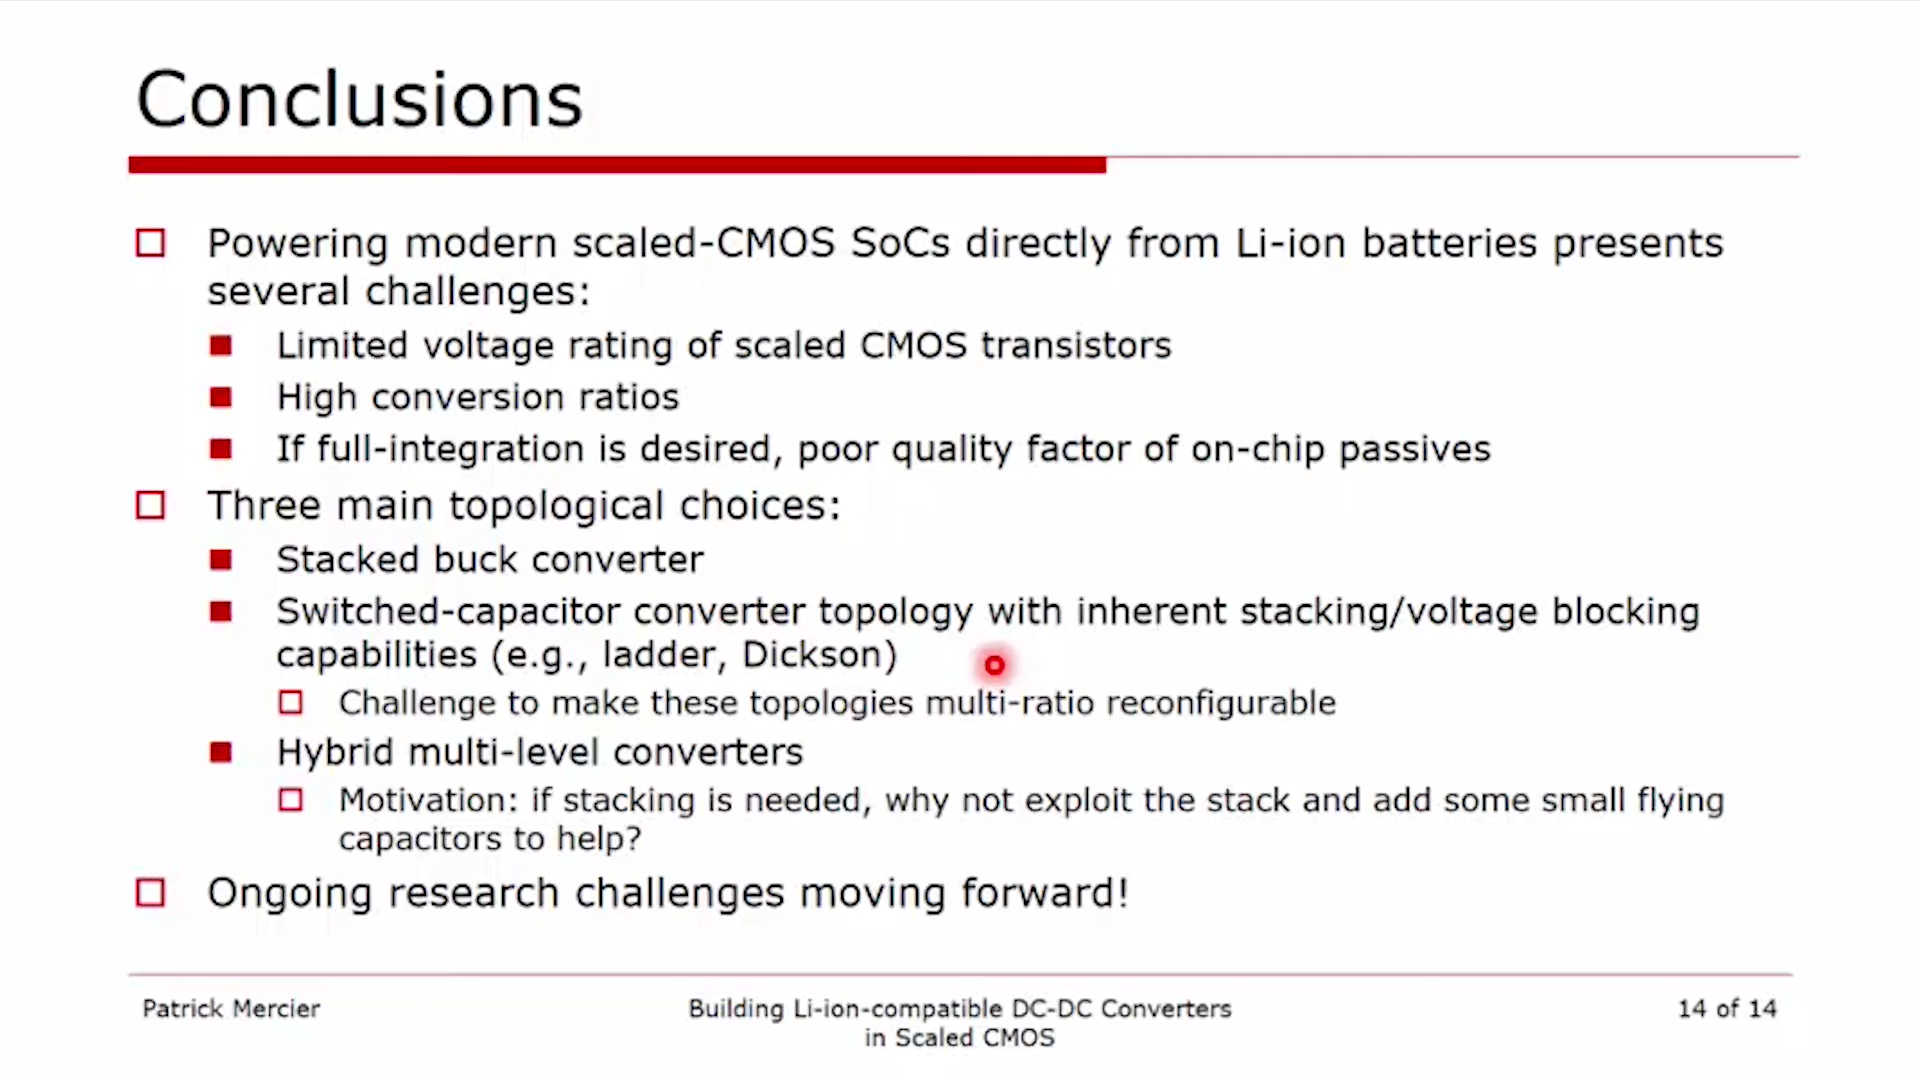 Conclusions
Powering modern scaled-CMOS SoCs directly from Li-ion batteries presents
several challenges:
Limited voltage rating of scaled CMOS transistors
High conversion ratios
If full-integration is desired, poor quality factor of on-chip passives
Three main topological choices:
Stacked buck converter
Switched-capacitor converter topology with inherent stacking/voltage blocking
capabilities (e.g., ladder, Dickson)
Challenge to make these topologies multi-ratio reconfigurable
Hybrid multi-level converters
Motivation: if stacking is needed, why not exploit the stack and add some small flying
capacitors to help?
Ongoing research challenges moving forward!
Patrick Mercier
Building Li-ion-compatible DC-DC Converters
in Scaled CMOS
14 of 14